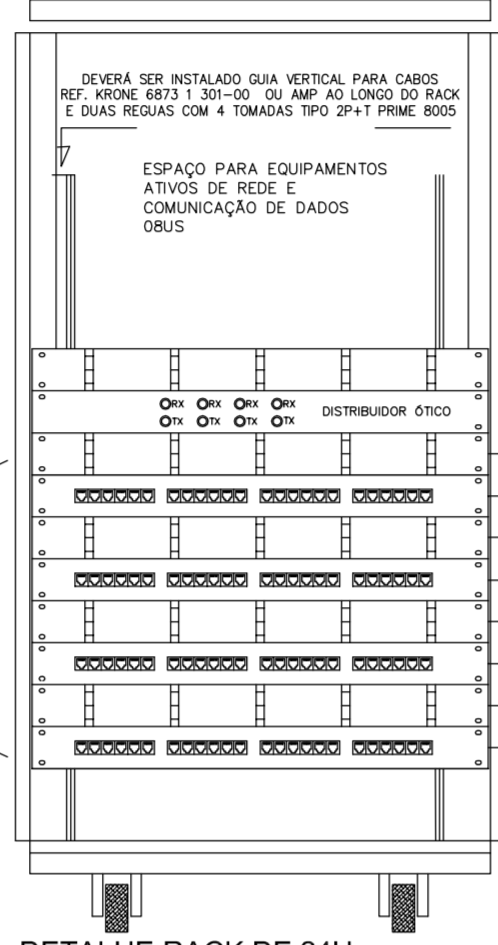 DEVERÁ SER INSTALADO GUIA VERTICAL PARA CABOS
REF. KRONE 6873 1 301-00 OU AMP AO LONGO DO RACK
E DUAS REGUAS COM 4 TOMADAS TIPO 2P+T PRIME 8005
ESPAÇO PARA EQUIPAMENTOS
ATIVOS DE REDE E
COMUNICAÇÃO DE DADOS
08US
RX RX RX RX
DISTRIBUIDOR ÓTICO
TX TX TX TX